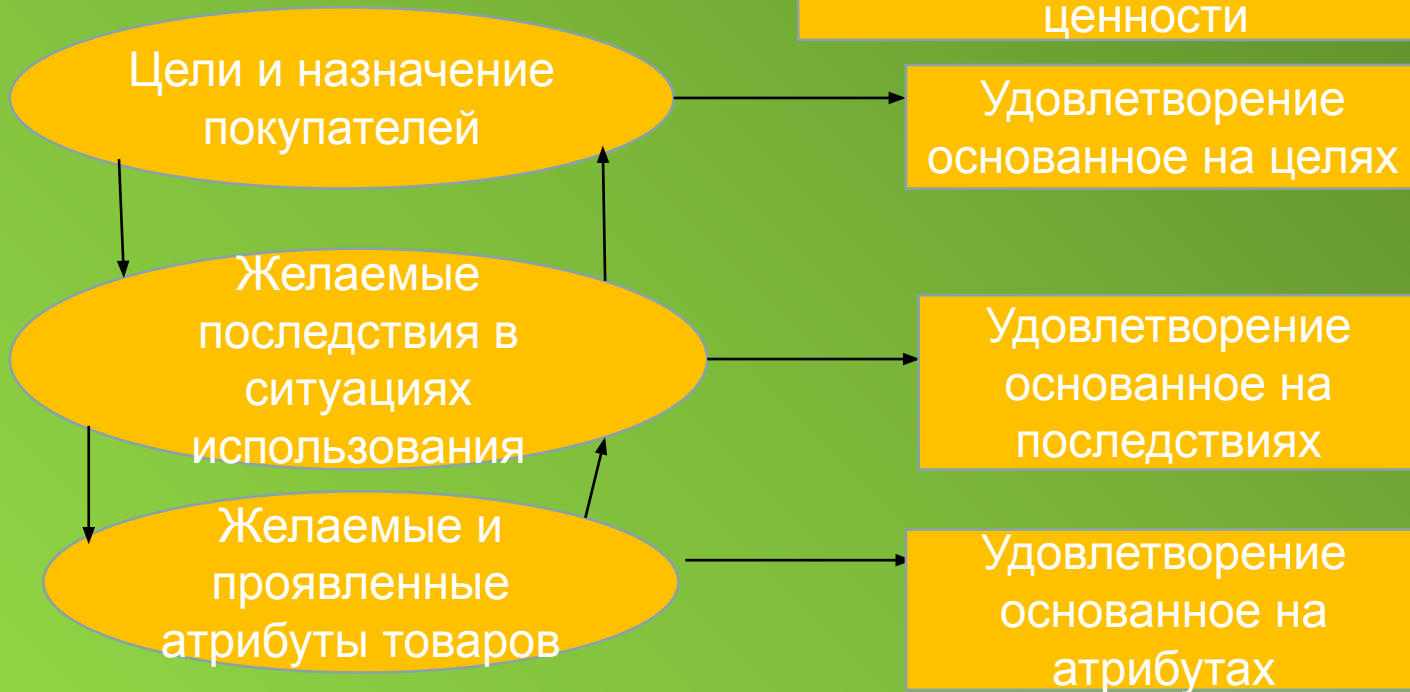 ценности
Цели и назначение
покупателей
Удовлетворение
основанное на целях
Желаемые
последствия в
ситуациях
использования
Удовлетворение
основанное на
последствиях
Желаемые и
проявленные
атрибуты товаров
Удовлетворение
основанное на
атрибутах